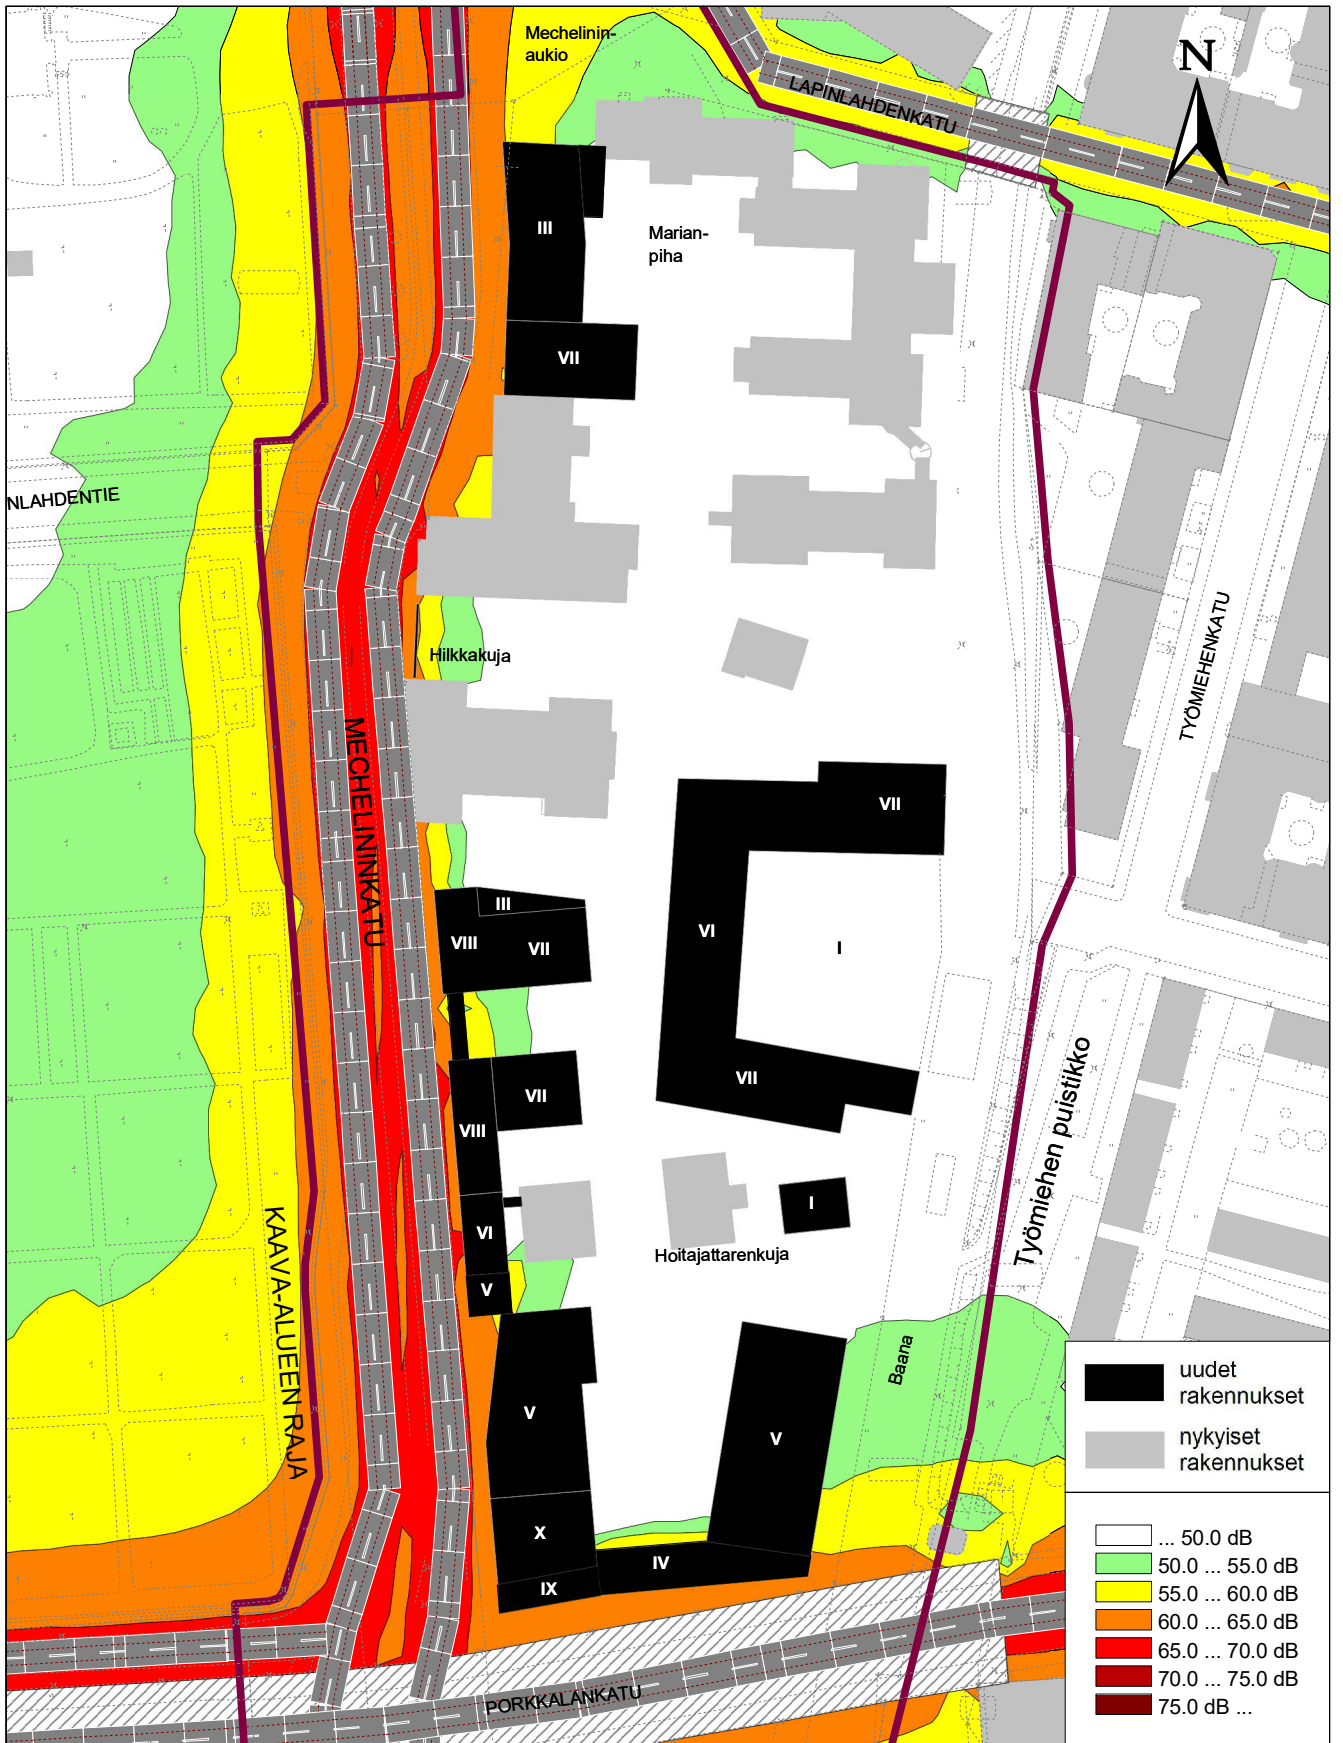 Mechelinin-
aukio
N
LAPINLAHDENKATU
III
Marian-
piha
VII
NLAHDENTIE
TYÖMIEHENKATU
Hilkkakuja
MECHELININKATU
VII
III
VIII
VII
VI
I
VII
VII
VIII
Työmiehen puistikko
I
VI
Hoitajattarenkuja
V
KAAVA-ALUEEN RAJA
Baana
V
V
X
IV
IX
PORKKALANKATU
uudet
rakennukset
nykyiset
rakennukset
... 50.0 dB
50.0 ... 55.0 dB
55.0 ... 60.0 dB
60.0 ... 65.0 dB
65.0 ... 70.0 dB
70.0 ... 75.0 dB
75.0 dB ...